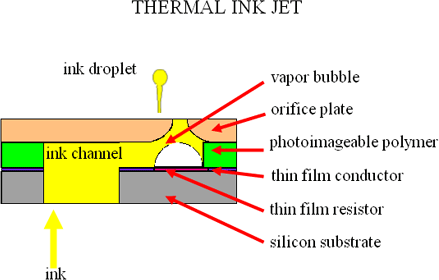 THERMAL INK JET
ink droplet
vapor bubble
orifice plate
photoimageable polymer
ink channel
thin film conductor
thin film resistor
silicon substrate
ink